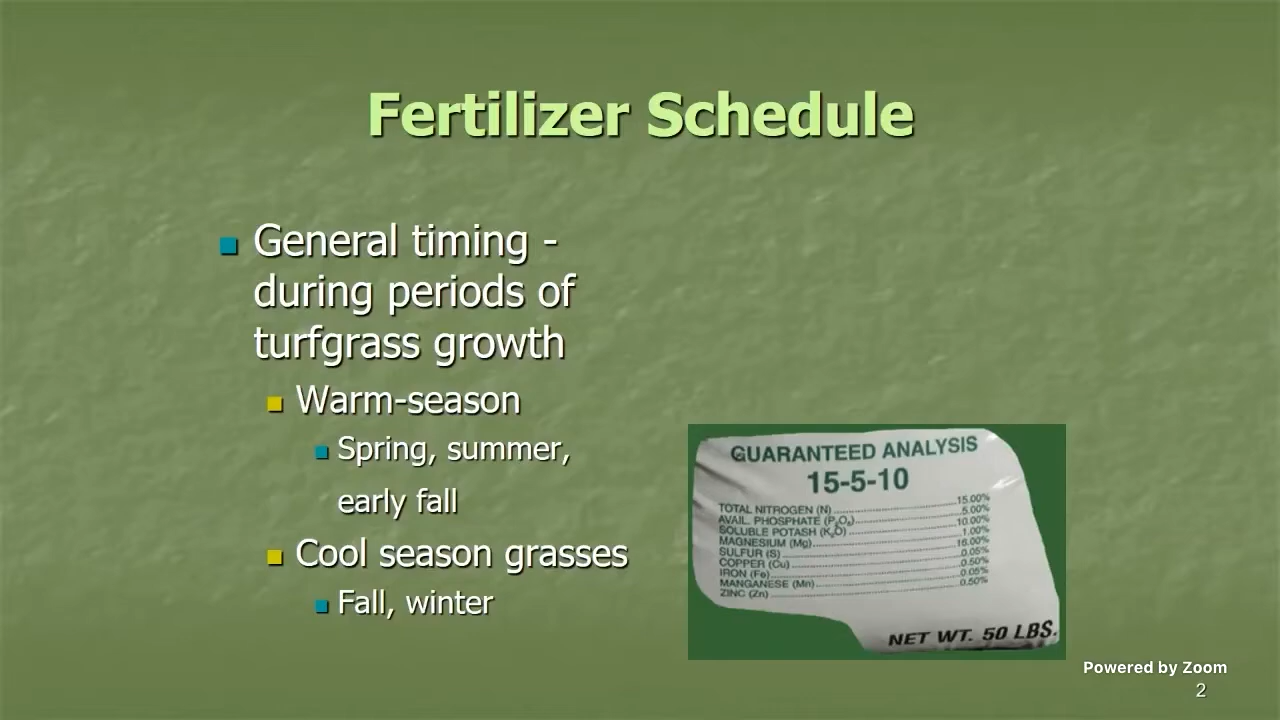 Fertilizer Schedule
General timing -
during periods of
turfgrass growth
Warm-season
Spring, summer,
early fall
Cool season grasses
Fall, winter
GUARANTEED ANALYSIS
15-5-10
TOTAL NITROGEN (N) 15.00%
AVAIL. PHOSPHATE (P2O5) 5.00%
SOLUBLE POTASH (K2O) 10.00%
MAGNESIUM (Mg) 1.00%
SULFUR (S) 16.00%
COPPER (Cu) 0.05%
IRON (Fe) 0.50%
MANGANESE (Mn) 0.05%
ZINC (Zn) 0.50%
NET WT. 50 LBS.
Powered by Zoom
2